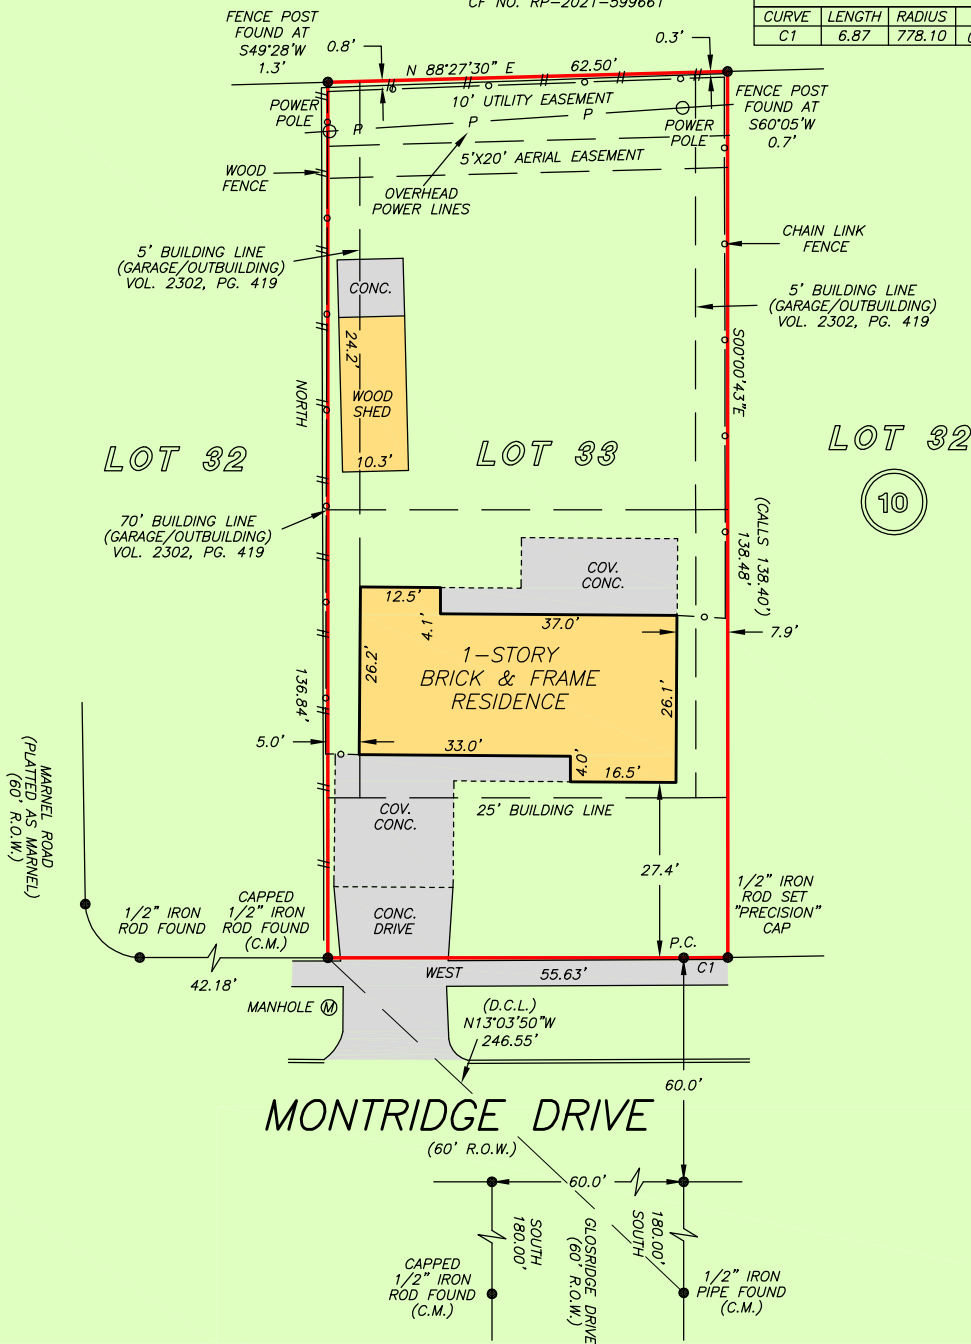 CF NO. RP-2021-599661
CURVE LENGTH RADIUS
C1 6.87 778.10
FENCE POST
FOUND AT
S49°28'W
1.3'
0.8'
0.3'
N 88°27'30" E
62.50'
FENCE POST
FOUND AT
S60°05'W
0.7'
POWER
POLE
10' UTILITY EASEMENT
P
P
P
POWER
POLE
5'X20' AERIAL EASEMENT
WOOD
FENCE
OVERHEAD
POWER LINES
CHAIN LINK
FENCE
5' BUILDING LINE
(GARAGE/OUTBUILDING)
VOL. 2302, PG. 419
CONC.
5' BUILDING LINE
(GARAGE/OUTBUILDING)
VOL. 2302, PG. 419
24.2'
S00°00'43"E
NORTH
WOOD
SHED
10.3'
LOT 32
LOT 33
LOT 32
10
70' BUILDING LINE
(GARAGE/OUTBUILDING)
VOL. 2302, PG. 419
(CALLS 138.40')
138.48'
COV.
CONC.
12.5'
4.1'
37.0'
7.9'
26.2'
1-STORY
BRICK & FRAME
RESIDENCE
26.1'
136.84'
5.0'
33.0'
4.0'
16.5'
25' BUILDING LINE
COV.
CONC.
MARNEL ROAD
(PLATTED AS MARNEL)
(60' R.O.W.)
27.4'
1/2" IRON
ROD FOUND
CAPPED
1/2" IRON
ROD FOUND
(C.M.)
CONC.
DRIVE
1/2" IRON
ROD SET
"PRECISION"
CAP
P.C.
C1
42.18'
WEST
55.63'
MANHOLE M
(D.C.L.)
N13°03'50"W
246.55'
60.0'
MONTRIDGE DRIVE
(60' R.O.W.)
60.0'
SOUTH
180.00'
GLOSRIDGE DRIVE
(60' R.O.W.)
SOUTH
180.00'
CAPPED
1/2" IRON
ROD FOUND
(C.M.)
1/2" IRON
PIPE FOUND
(C.M.)